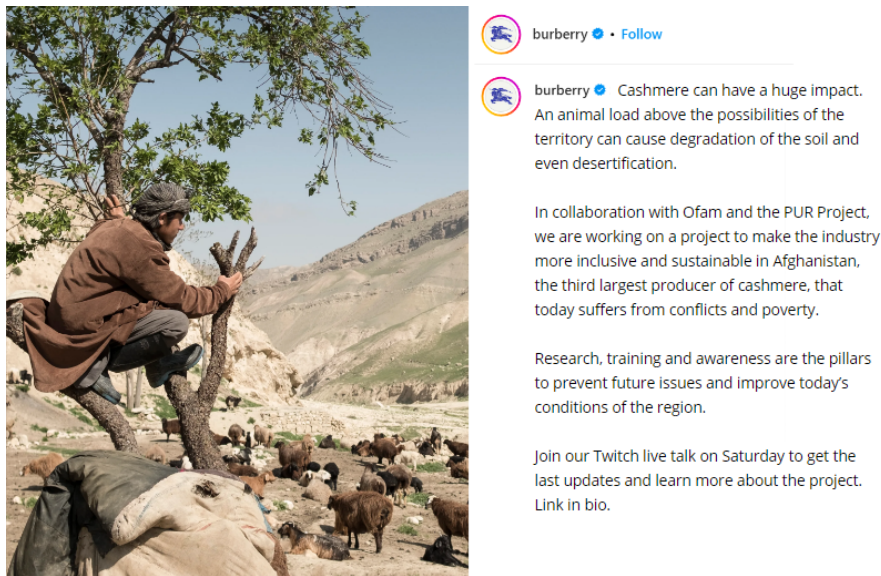 burberry • Follow
burberry Cashmere can have a huge impact.
An animal load above the possibilities of the
territory can cause degradation of the soil and
even desertification.
In collaboration with Ofam and the PUR Project,
we are working on a project to make the industry
more inclusive and sustainable in Afghanistan,
the third largest producer of cashmere, that
today suffers from conflicts and poverty.
Research, training and awareness are the pillars
to prevent future issues and improve today's
conditions of the region.
Join our Twitch live talk on Saturday to get the
last updates and learn more about the project.
Link in bio.